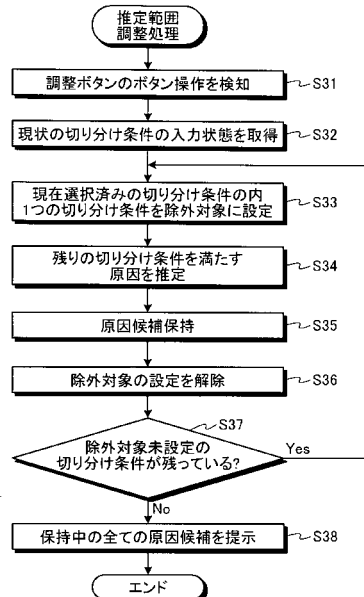 推定範囲
調整処理
調整ボタンのボタン操作を検知
S31
現状の切り分け条件の入力状態を取得
S32
現在選択済みの切り分け条件の内
1つの切り分け条件を除外対象に設定
S33
残りの切り分け条件を満たす
原因を推定
S34
原因候補保持
S35
除外対象の設定を解除
S36
S37
除外対象未設定の
切り分け条件が残っている?
Yes
No
保持中の全ての原因候補を提示
S38
エンド